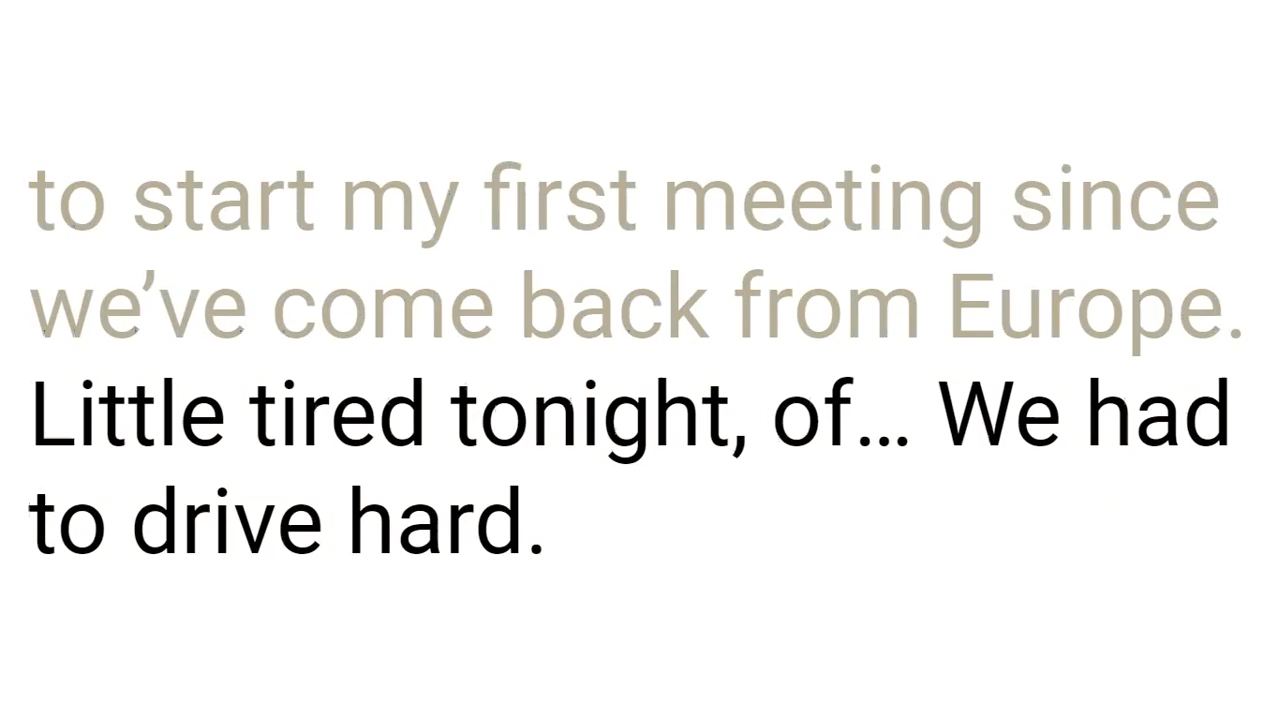 to start my first meeting since
we’ve come back from Europe.
Little tired tonight, of… We had
to drive hard.